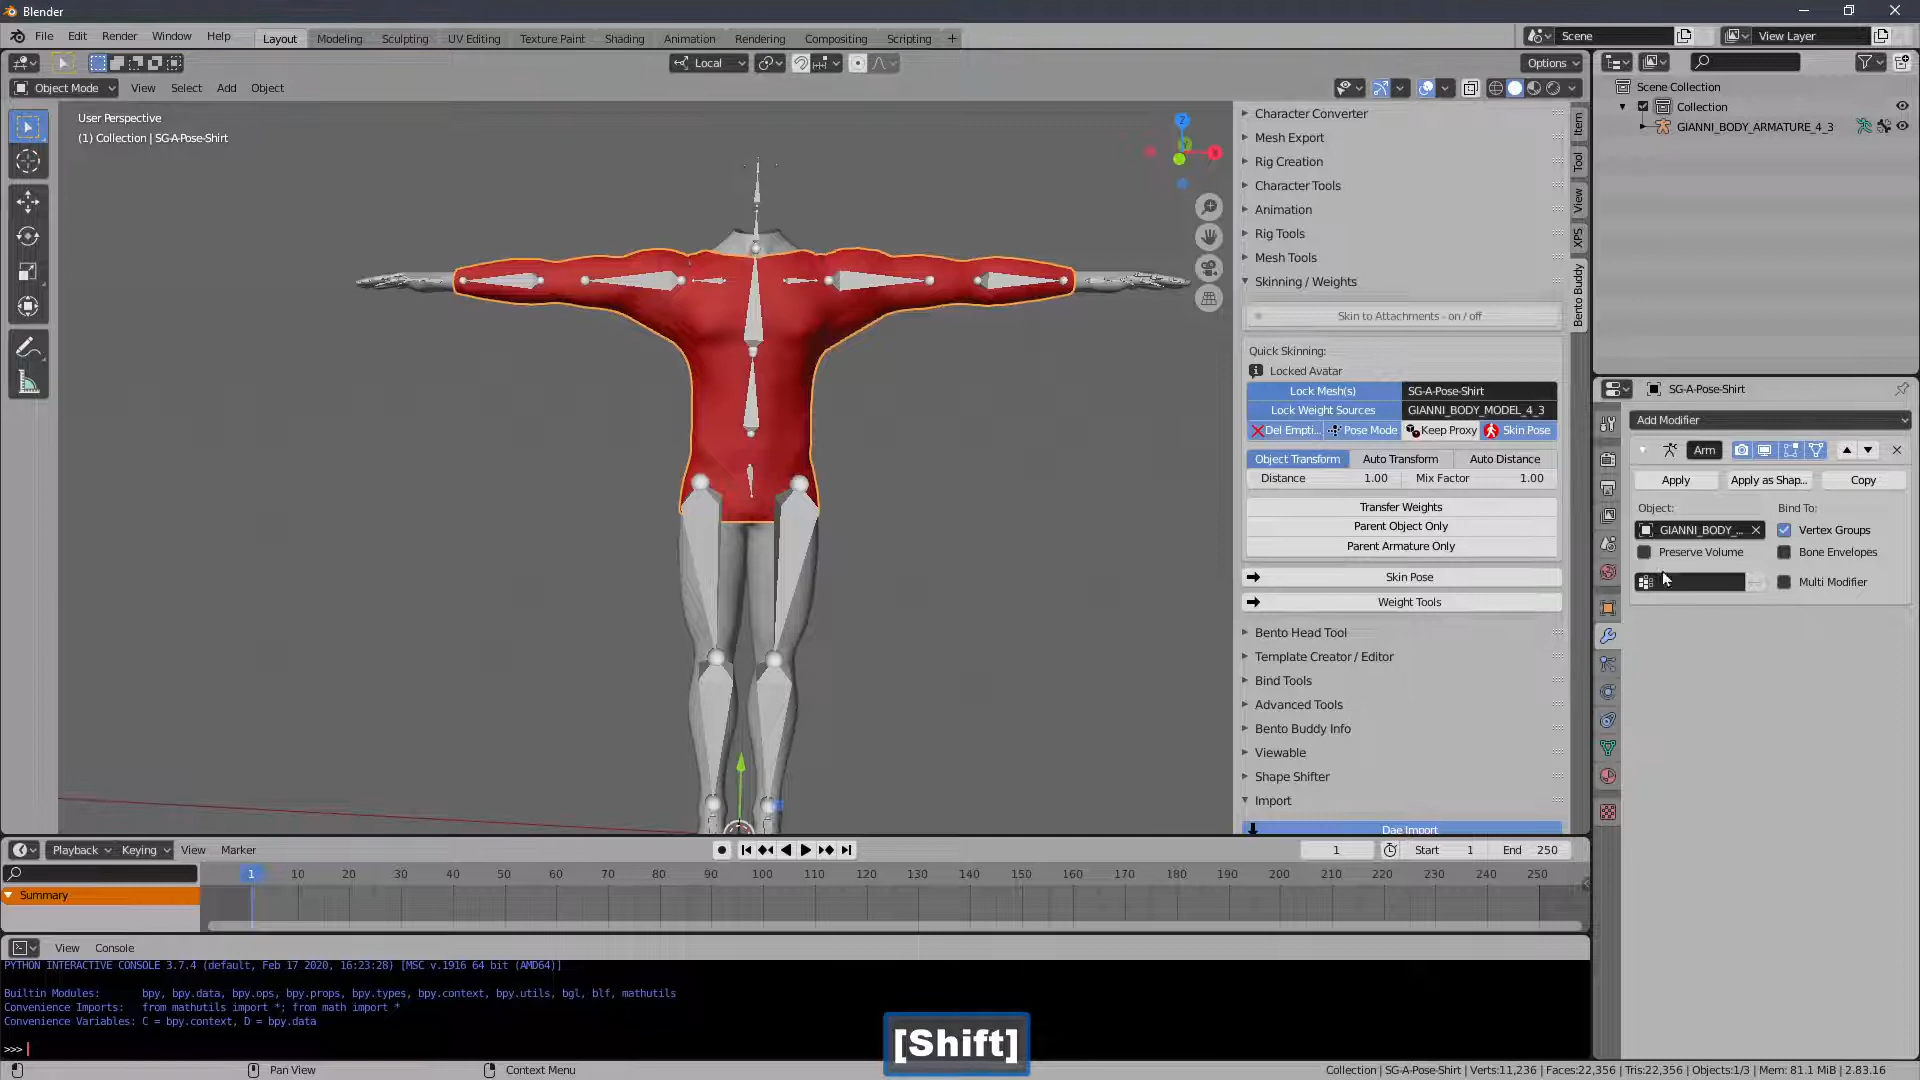 Blender
File Edit Render Window Help
Layout Modeling Sculpting UV Editing Texture Paint Shading Animation Rendering Compositing Scripting +
Scene
View Layer
Local
Options
Object Mode View Select Add Object
User Perspective
(1) Collection | SG-A-Pose-Shirt
Z
X
Scene Collection
Collection
GIANNI_BODY_ARMATURE_4_3
Item
Tool
View
XPS
Bento Buddy
Character Converter
Mesh Export
Rig Creation
Character Tools
Animation
Rig Tools
Mesh Tools
Skinning / Weights
Skin to Attachments - on / off
Quick Skinning:
Locked Avatar
Lock Mesh(s) SG-A-Pose-Shirt
Lock Weight Sources GIANNI_BODY_MODEL_4_3
Del Empti... Pose Mode Keep Proxy Skin Pose
Object Transform Auto Transform Auto Distance
Distance 1.00 Mix Factor 1.00
Transfer Weights
Parent Object Only
Parent Armature Only
Skin Pose
Weight Tools
Bento Head Tool
Template Creator / Editor
Bind Tools
Advanced Tools
Bento Buddy Info
Viewable
Shape Shifter
Import
Dae Import
SG-A-Pose-Shirt
Add Modifier
Arm
Apply Apply as Shap... Copy
Object: Bind To:
GIANNI_BODY_... Vertex Groups
Preserve Volume Bone Envelopes
Multi Modifier
Playback Keying View Marker
1 Start 1 End 250
1 10 20 30 40 50 60 70 80 90 100 110 120 130 140 150 160 170 180 190 200 210 220 230 240 250
Summary
View Console
PYTHON INTERACTIVE CONSOLE 3.7.4 (default, Feb 17 2020, 16:23:28) [MSC v.1916 64 bit (AMD64)]
Builtin Modules: bpy, bpy.data, bpy.ops, bpy.props, bpy.types, bpy.context, bpy.utils, bgl, blf, mathutils
Convenience Imports: from mathutils import *; from math import *
Convenience Variables: C = bpy.context, D = bpy.data
>>>
[Shift]
Pan View
Context Menu
Collection | SG-A-Pose-Shirt | Verts:11,236 | Faces:22,356 | Tris:22,356 | Objects:1/3 | Mem: 81.1 MiB | 2.83.16